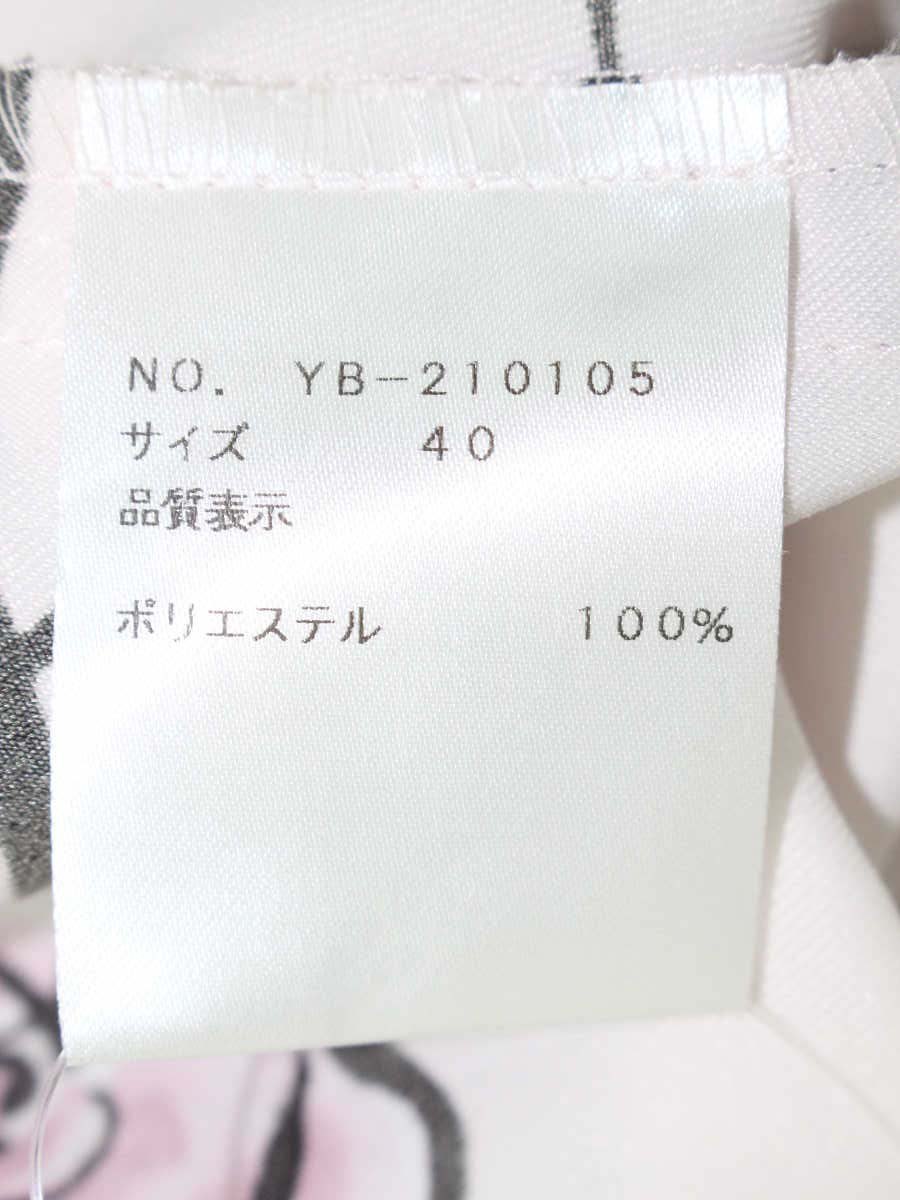 NO. YB-210105
サイズ 40
品質表示
ポリエステル 100%